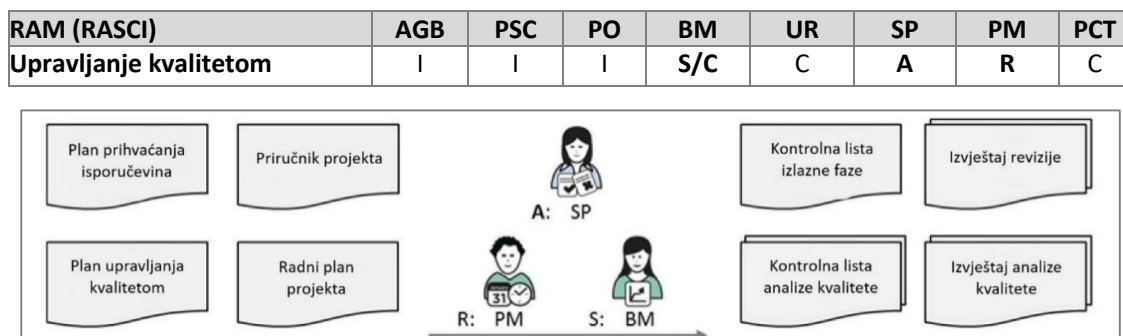 RAM (RASCI) AGB PSC PO BM UR SP PM PCT
Upravljanje kvalitetom I I I S/C C A R C
Plan prihvaćanja
isporučevina
Priručnik projekta
Kontrolna lista
izlazne faze
Izvještaj revizije
A: SP
Plan upravljanja
kvalitetom
Radni plan
projekta
31
R: PM
S: BM
Kontrolna lista
analize kvalitete
Izvještaj analize
kvalitete